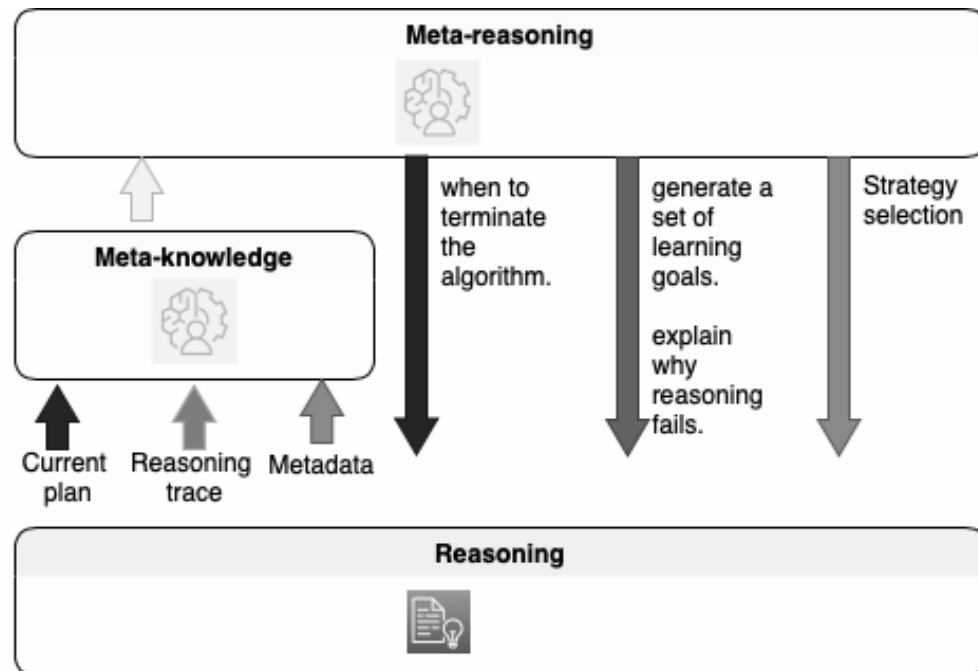 Meta-reasoning
when to
terminate
the
algorithm.
generate a
set of
learning
goals.
explain
why
reasoning
fails.
Strategy
selection
Meta-knowledge
Current
plan
Reasoning
trace
Metadata
Reasoning